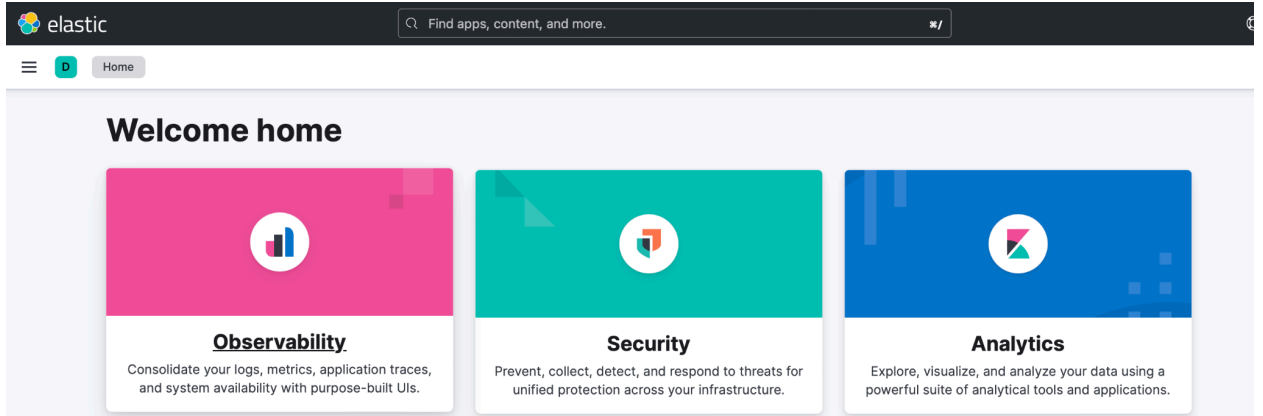 elastic
Find apps, content, and more.
⌘/
D
Home
Welcome home
Observability
Consolidate your logs, metrics, application traces,
and system availability with purpose-built UIs.
Security
Prevent, collect, detect, and respond to threats for
unified protection across your infrastructure.
Analytics
Explore, visualize, and analyze your data using a
powerful suite of analytical tools and applications.